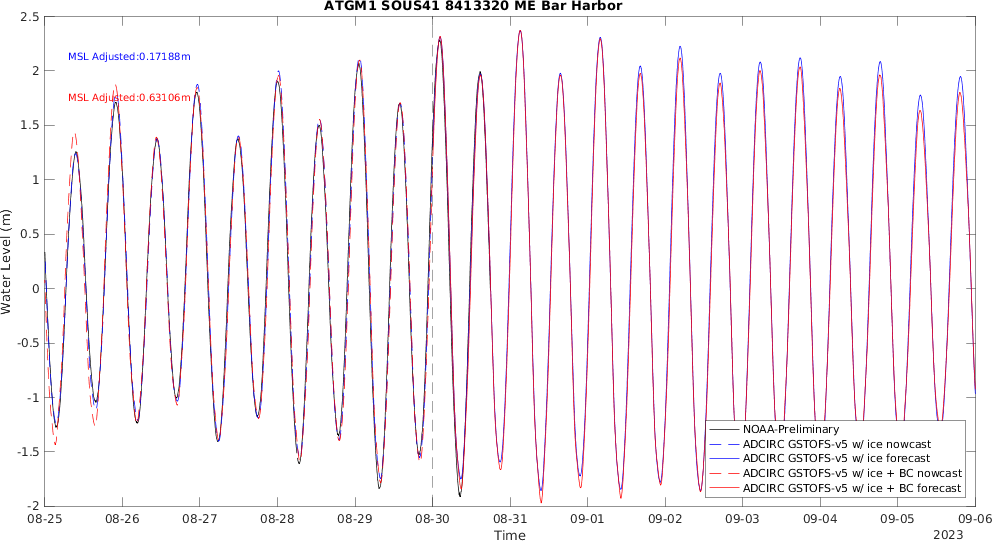 ATGM1 SOUS41 8413320 ME Bar Harbor
2.5
2
1.5
1
0.5
0
-0.5
-1
-1.5
-2
Water Level (m)
MSL Adjusted:0.17188m
MSL Adjusted:0.63106m
NOAA-Preliminary
ADCIRC GSTOFS-v5 w/ ice nowcast
ADCIRC GSTOFS-v5 w/ ice forecast
ADCIRC GSTOFS-v5 w/ ice + BC nowcast
ADCIRC GSTOFS-v5 w/ ice + BC forecast
08-25 08-26 08-27 08-28 08-29 08-30 08-31 09-01 09-02 09-03 09-04 09-05 09-06
Time
2023